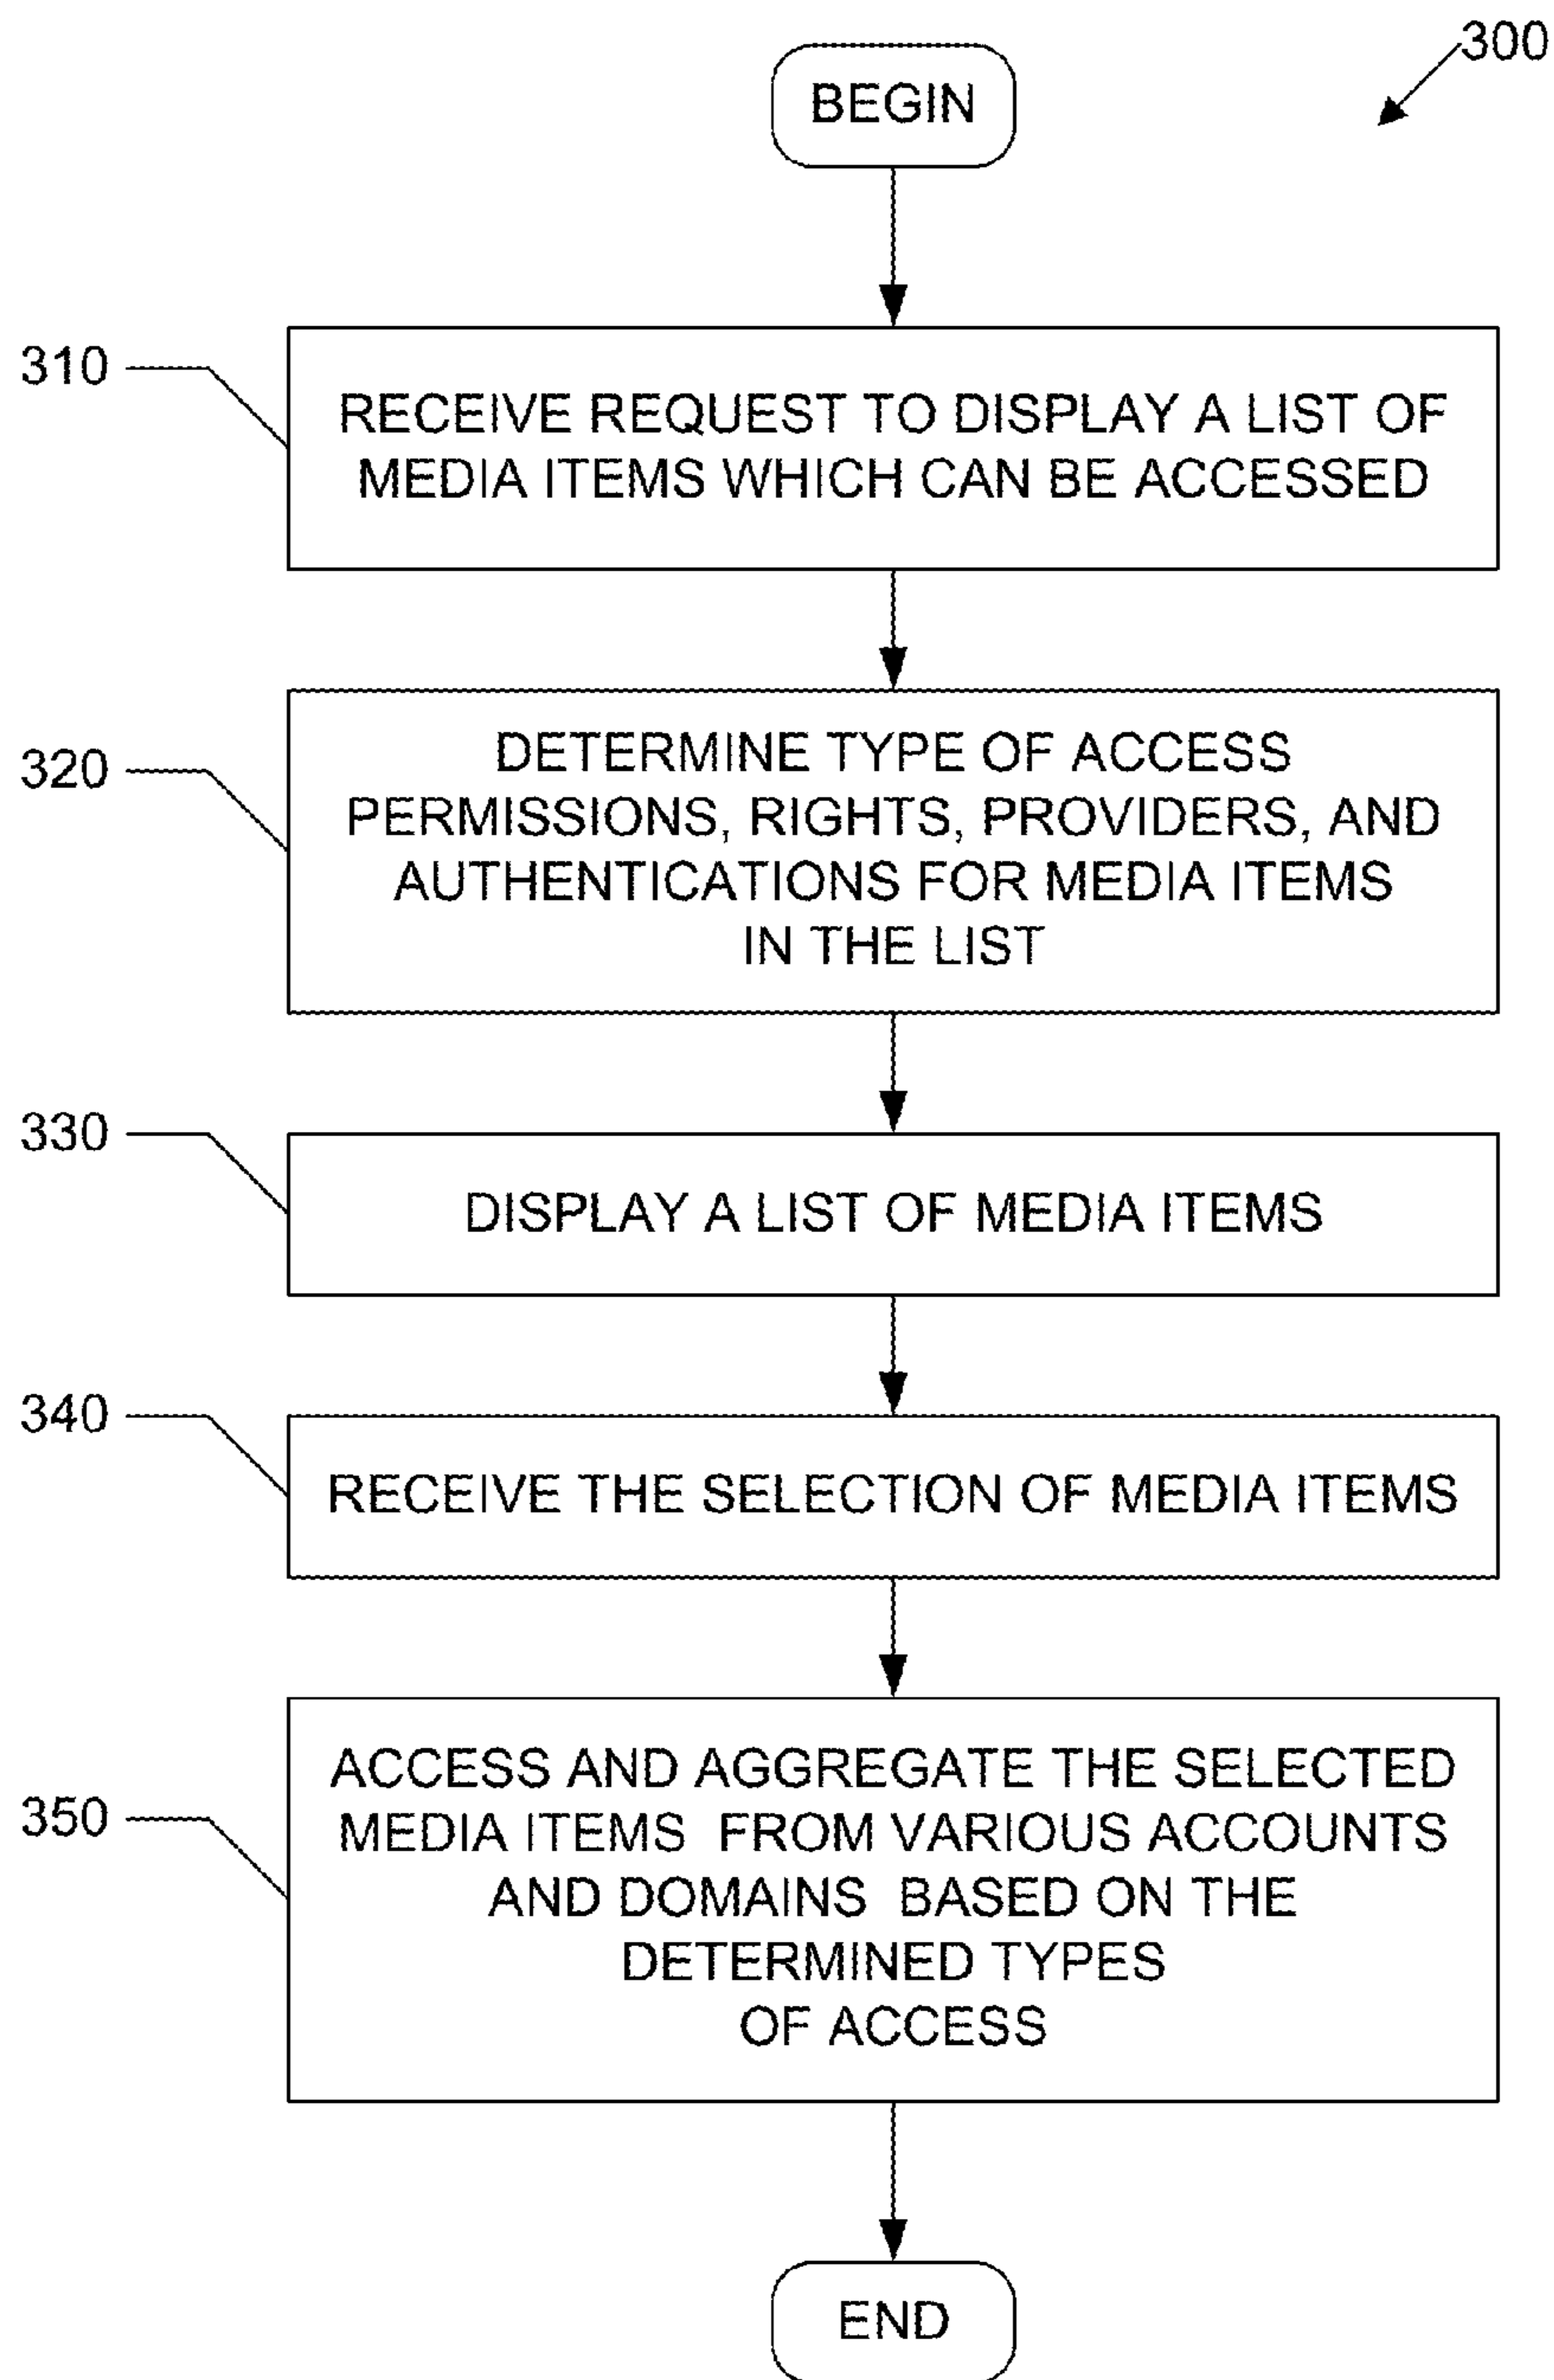 300
BEGIN
310
RECEIVE REQUEST TO DISPLAY A LIST OF
MEDIA ITEMS WHICH CAN BE ACCESSED
320
DETERMINE TYPE OF ACCESS
PERMISSIONS, RIGHTS, PROVIDERS, AND
AUTHENTICATIONS FOR MEDIA ITEMS
IN THE LIST
330
DISPLAY A LIST OF MEDIA ITEMS
340
RECEIVE THE SELECTION OF MEDIA ITEMS
350
ACCESS AND AGGREGATE THE SELECTED
MEDIA ITEMS FROM VARIOUS ACCOUNTS
AND DOMAINS BASED ON THE
DETERMINED TYPES
OF ACCESS
END